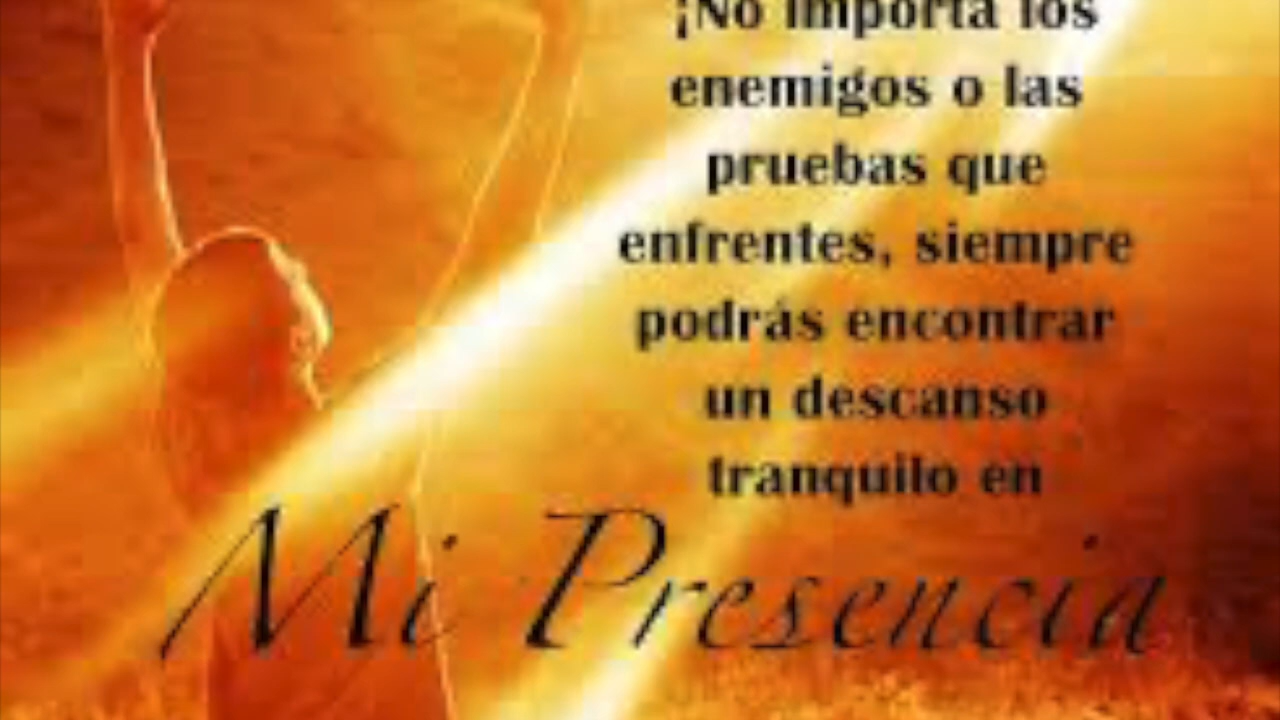 ¡No importa los
enemigos o las
pruebas que
enfrentes, siempre
podrás encontrar
un descanso
tranquilo en
Mi Presencia